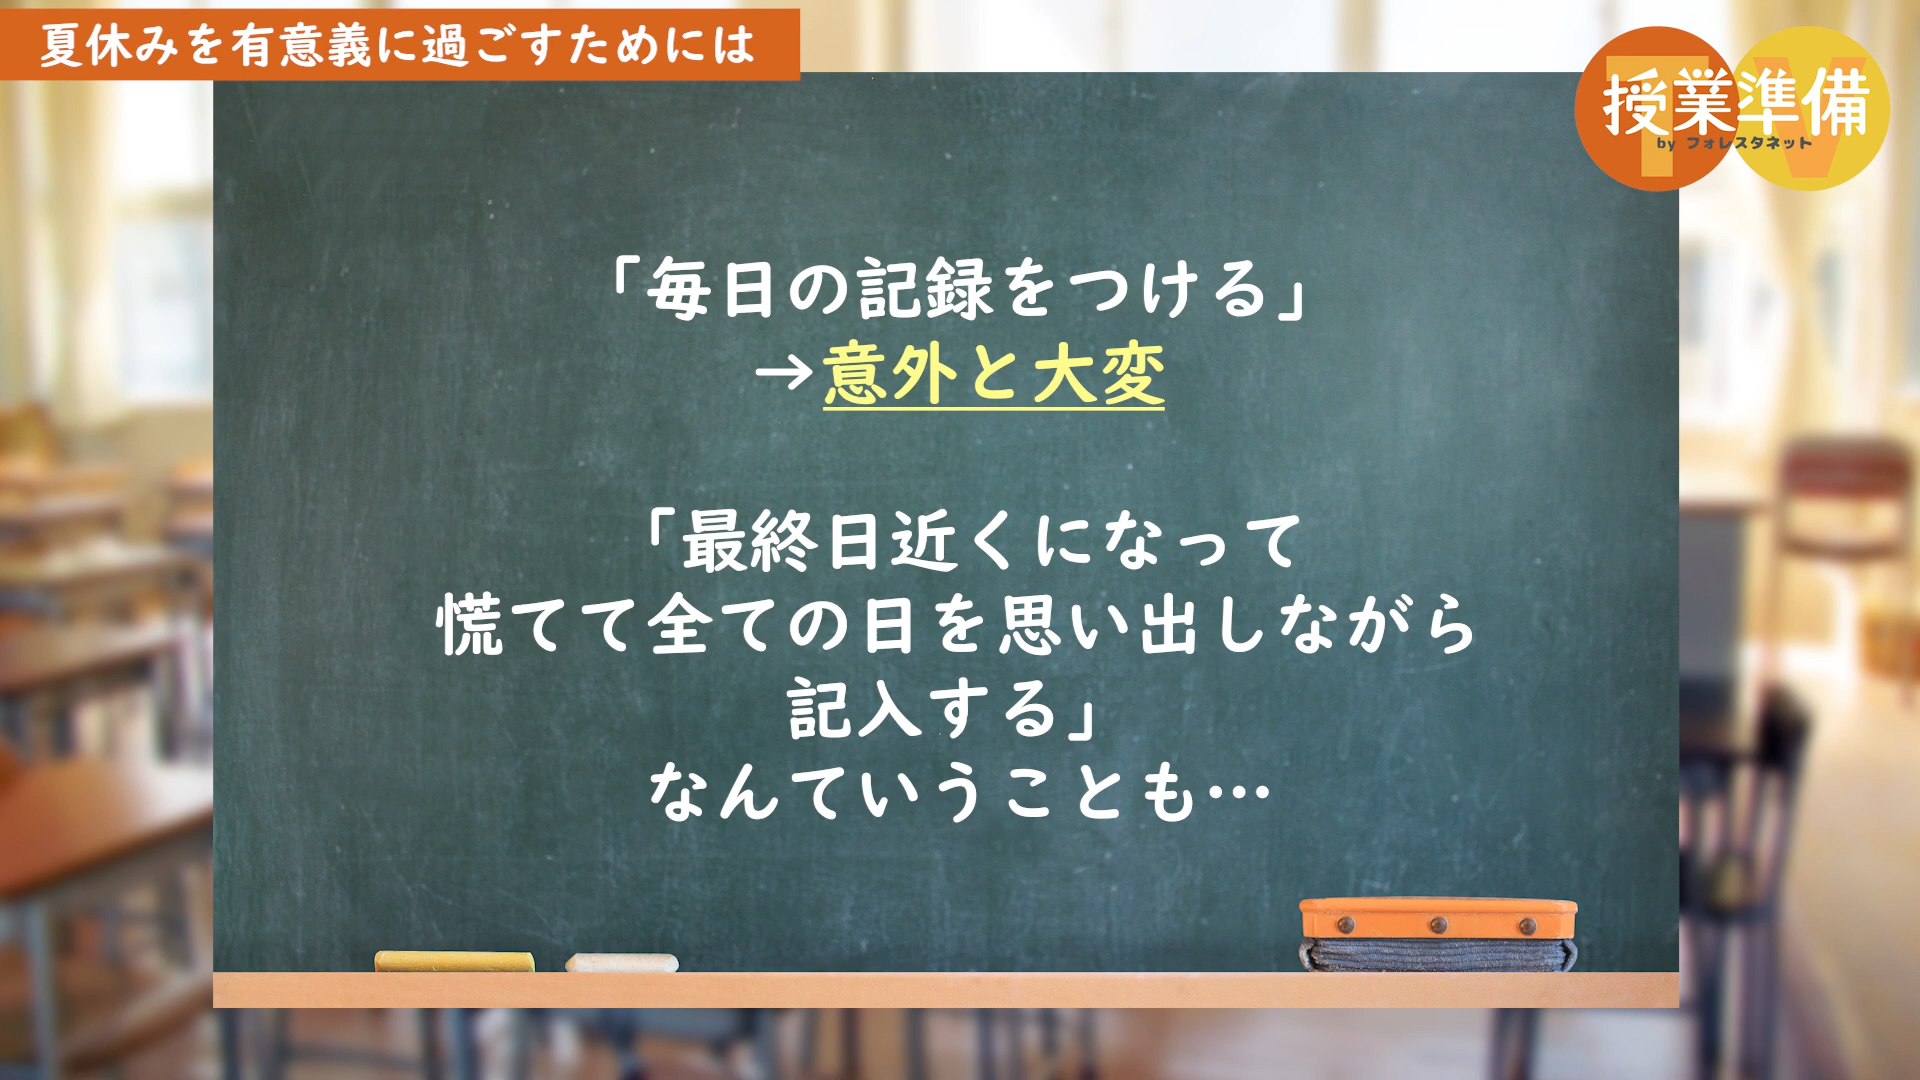 夏休みを有意義に過ごすためには
TV
授業準備
by フォレスタネット
「毎日の記録をつける」
→意外と大変
「最終日近くになって
慌てて全ての日を思い出しながら
記入する」
なんていうことも…